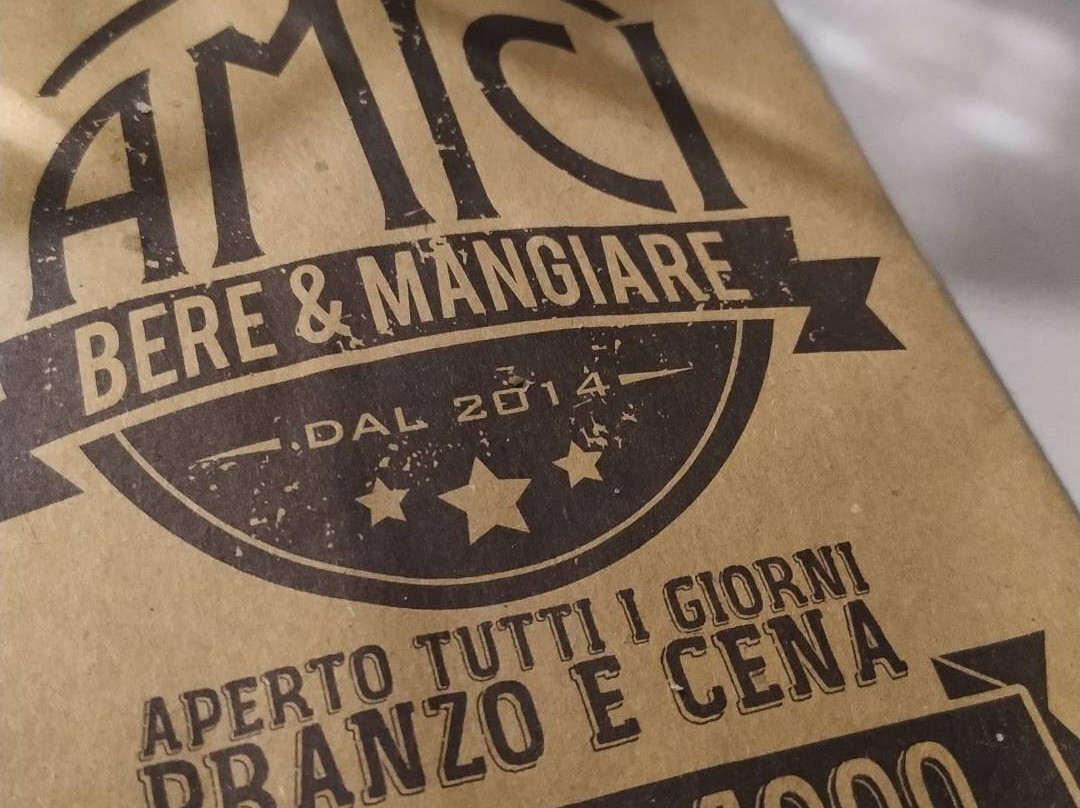 AMICI
BERE & MANGIARE
DAL 2014
APERTO TUTTI I GIORNI
PRANZO E CENA